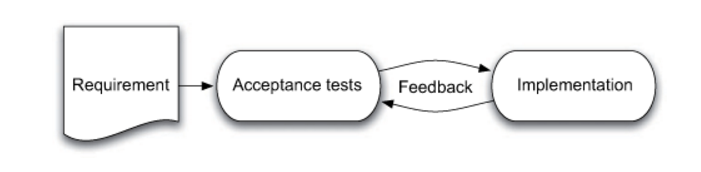 Requirement
Acceptance tests
Feedback
Implementation